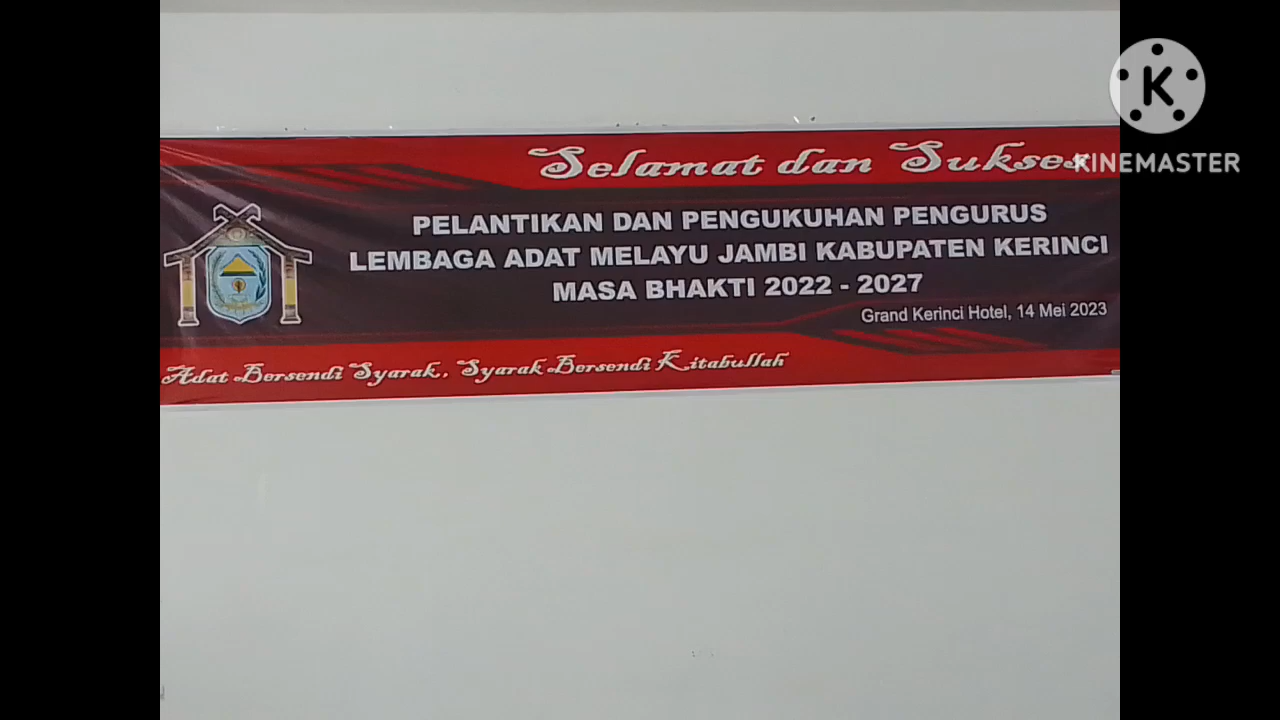 Selamat dan Sukses
KINEMASTER
PELANTIKAN DAN PENGUKUHAN PENGURUS
LEMBAGA ADAT MELAYU JAMBI KABUPATEN KERINCI
MASA BHAKTI 2022 - 2027
Grand Kerinci Hotel, 14 Mei 2023
Adat Bersendi Syarak, Syarak Bersendi Kitabullah